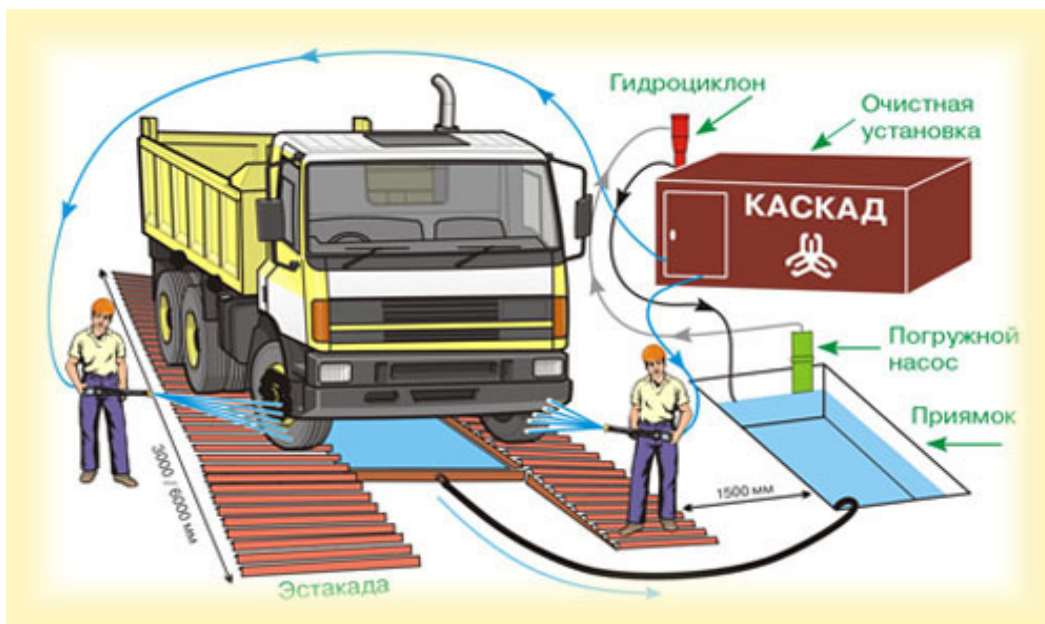 Гидроциклон
Очистная
установка
КАСКАД
Погружной
насос
Приямок
1500 мм
3000 / 6000 мм
Эстакада